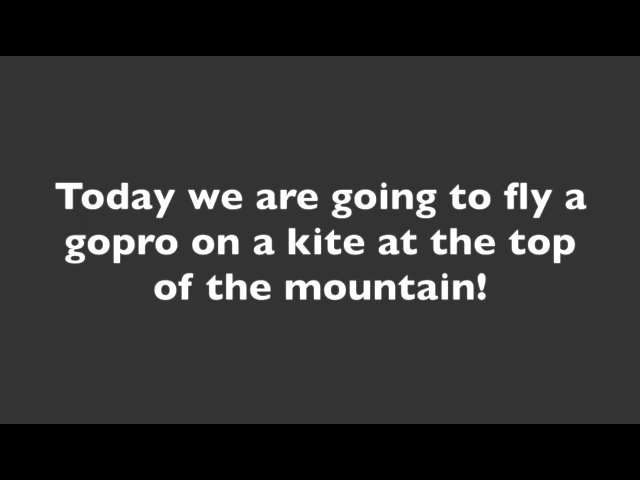 Today we are going to fly a
gopro on a kite at the top
of the mountain!